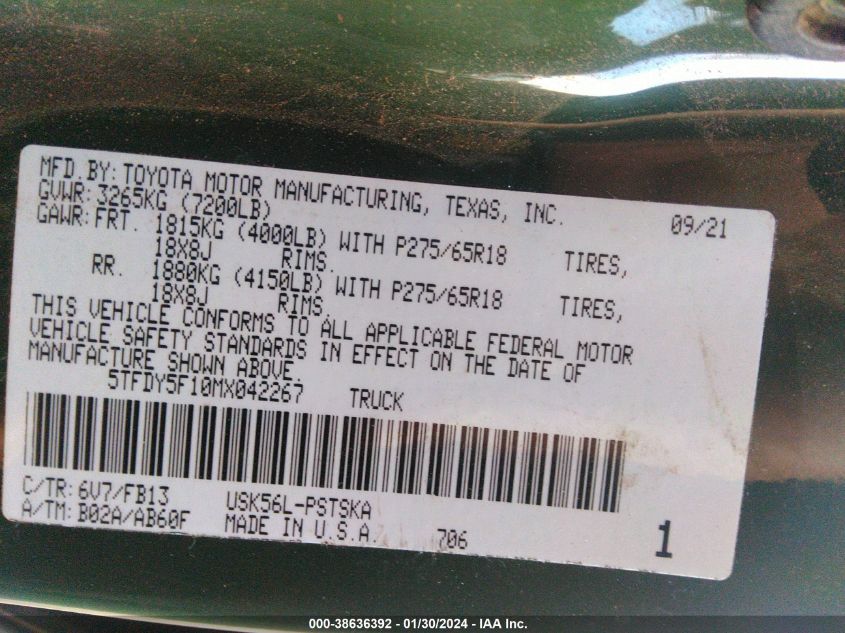 MFD.BY:TOYOTA MOTOR MANUFACTURING, TEXAS, INC. 09/21
GVWR:3265KG (7200LB)
GAWR:FRT. 1815KG (4000LB) WITH P275/65R18 TIRES,
18X8J RIMS.
RR. 1880KG (4150LB) WITH P275/65R18 TIRES,
18X8J RIMS.
THIS VEHICLE CONFORMS TO ALL APPLICABLE FEDERAL MOTOR
VEHICLE SAFETY STANDARDS IN EFFECT ON THE DATE OF
MANUFACTURE SHOWN ABOVE.
5TFDY5F10MX042267 TRUCK
C/TR:6V7/FB13 USK56L-PSTSKA
A/TM:B02A/AB60F MADE IN U.S.A. 706 1
000-38636392 - 01/30/2024 - IAA Inc.